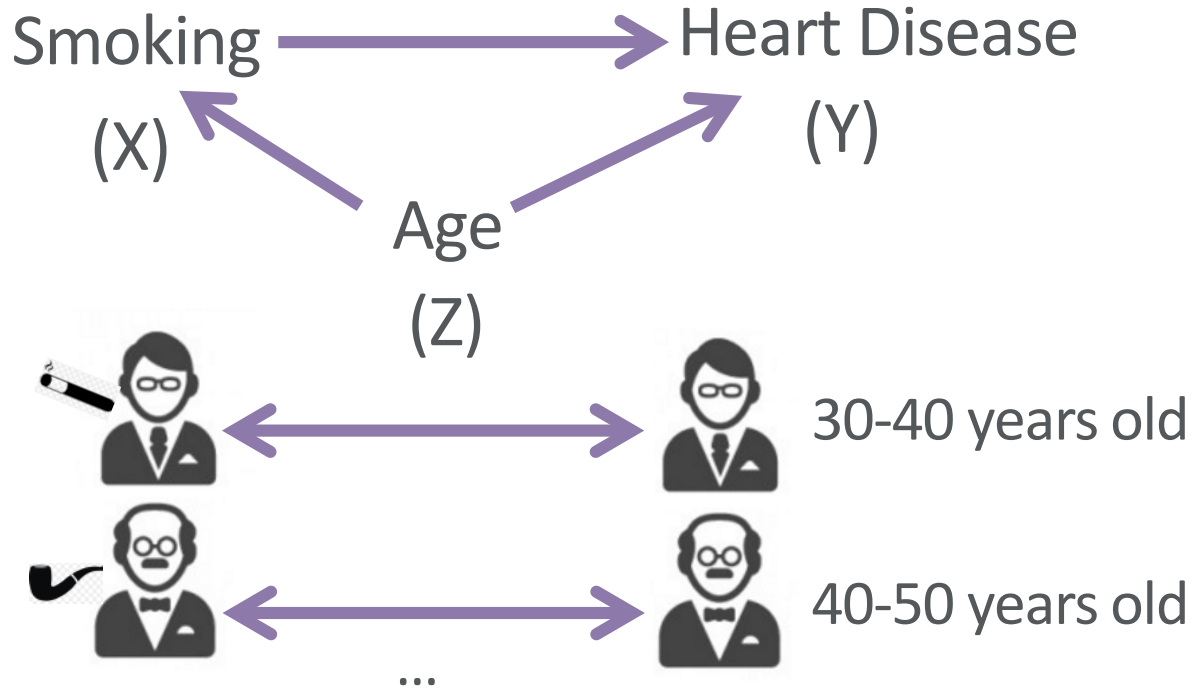 Smoking
Heart Disease
(X)
(Y)
Age
(Z)
30-40 years old
40-50 years old
...